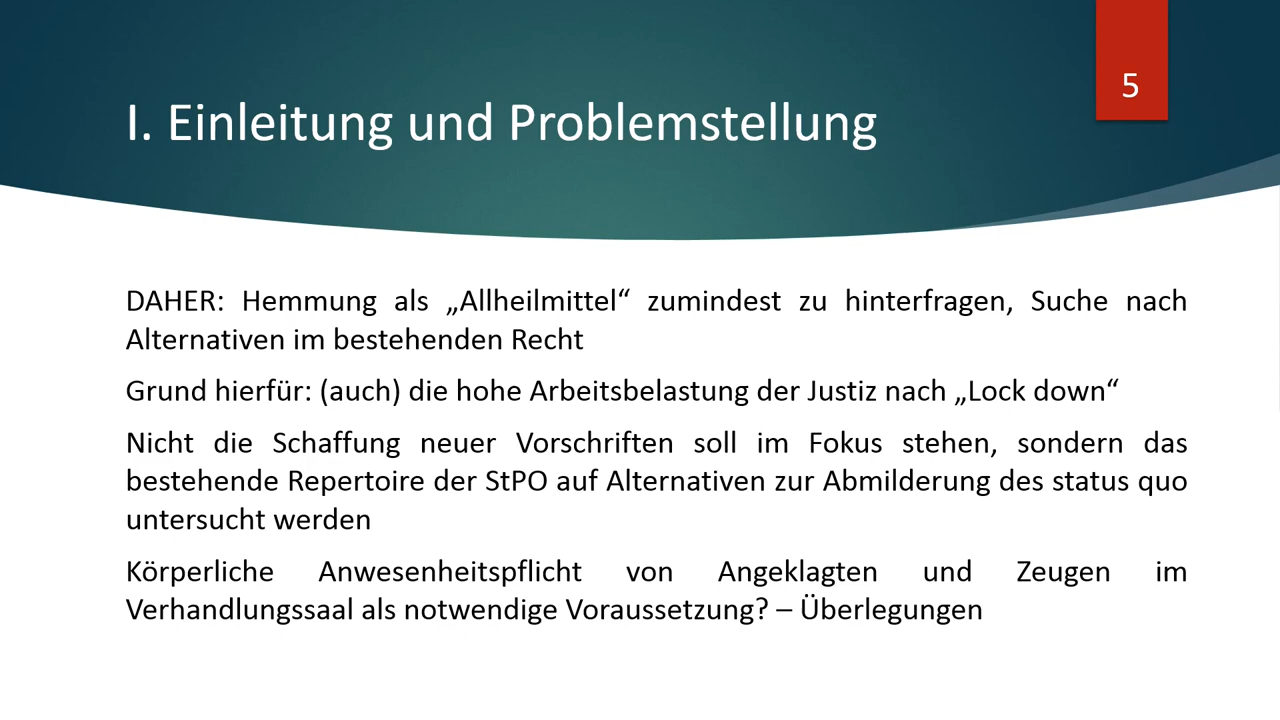 5
I. Einleitung und Problemstellung
DAHER: Hemmung als „Allheilmittel“ zumindest zu hinterfragen, Suche nach
Alternativen im bestehenden Recht
Grund hierfür: (auch) die hohe Arbeitsbelastung der Justiz nach „Lock down“
Nicht die Schaffung neuer Vorschriften soll im Fokus stehen, sondern das
bestehende Repertoire der StPO auf Alternativen zur Abmilderung des status quo
untersucht werden
Körperliche Anwesenheitspflicht von Angeklagten und Zeugen im
Verhandlungssaal als notwendige Voraussetzung? – Überlegungen